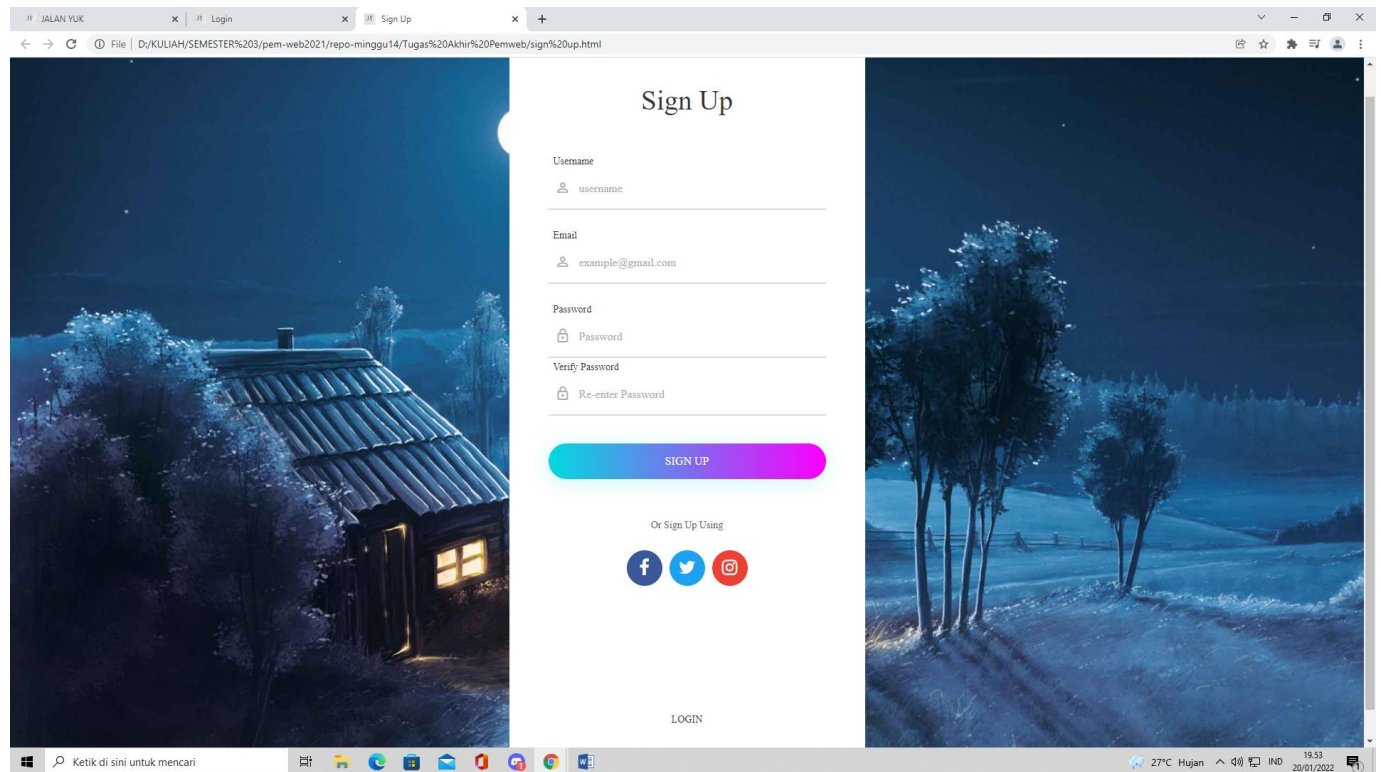 JALAN YUK
Login
Sign Up
File D:/KULIAH/SEMESTER%203/pem-web2021/repo-minggu14/Tugas%20Akhir%20Pemweb/sign%20up.html
Sign Up
Username
username
Email
example@gmail.com
Password
Password
Verify Password
Re-enter Password
SIGN UP
Or Sign Up Using
LOGIN
Ketik di sini untuk mencari
27°C Hujan
IND
19.53
20/01/2022